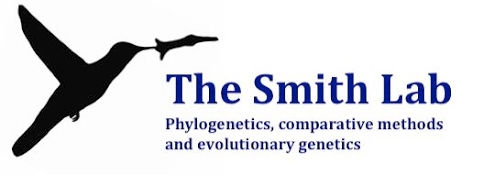 The Smith Lab
Phylogenetics, comparative methods
and evolutionary genetics